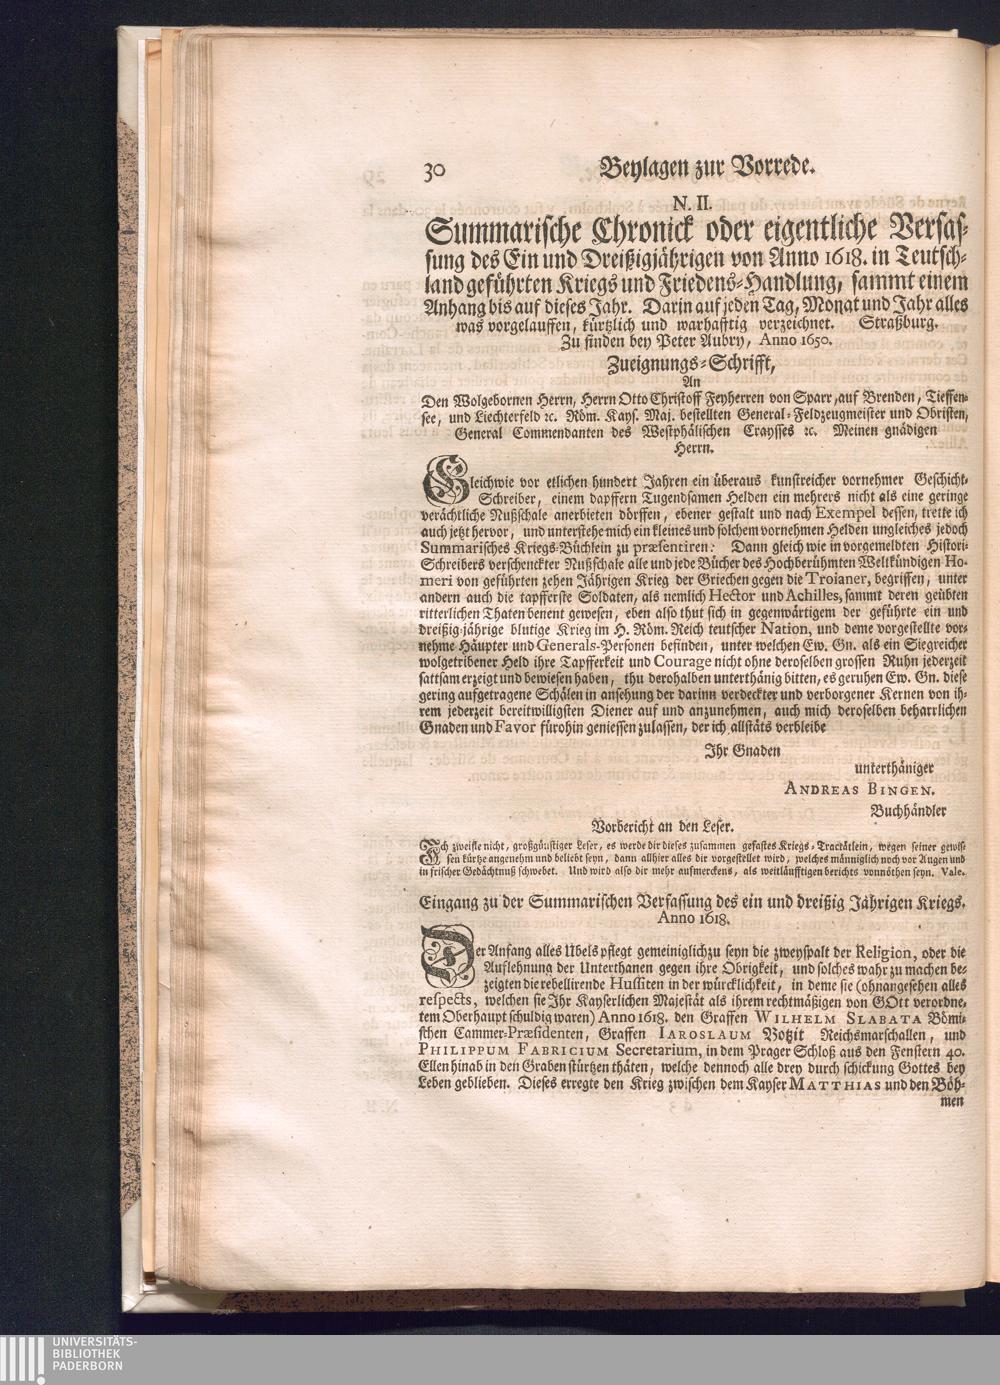 30 Beylagen zur Vorrede.
N. II.
Summarische Chronick oder eigentliche Verfas-
sung des Ein und Dreißigjährigen von Anno 1618. in Teutsch-
land geführten Kriegs und Friedens-Handlung, sammt einem
Anhang bis auf dieses Jahr. Darin auf jeden Tag, Monat und Jahr alles
was vorgelauffen, kürtzlich und warhafftig verzeichnet. Straßburg.
Zu finden bey Peter Aubry, Anno 1650.
Zueignungs-Schrifft,
An
Den Wolgebornen Herrn, Herrn Otto Christoff Feyherren von Sparr, auf Brenden, Tieffen-
see, und Liechterfeld ꝛc. Röm. Kays. Maj. bestellten General-Feldzeugmeister und Obristen,
General Commendanten des Westphälischen Craysses ꝛc. Meinen gnädigen
Herrn.
Gleichwie vor etlichen hundert Jahren ein überaus kunstreicher vornehmer Geschicht-
Schreiber, einem dapffern Tugendsamen Helden ein mehrers nicht als eine geringe
verächtliche Nußschale anerbieten dörffen, ebener gestalt und nach Exempel dessen, trette ich
auch jetzt hervor, und unterstehe mich ein kleines und solchem vornehmen Helden ungleiches jedoch
Summarisches Kriegs-Büchlein zu præsentiren: Dann gleich wie in vorgemeldten Histori-
Schreibers verschenckter Nußschale alle und jede Bücher des Hochberühmten Weltkündigen Ho-
meri von geführten zehen Jährigen Krieg der Griechen gegen die Troianer, begriffen, unter
andern auch die tapfferste Soldaten, als nemlich Hector und Achilles, sammt deren geübten
ritterlichen Thaten benent gewesen, eben also thut sich in gegenwärtigem der geführte ein und
dreißig-jährige blutige Krieg im H. Röm. Reich teutscher Nation, und deme vorgestellte vor-
nehme Häupter und Generals-Personen befinden, unter welchen Ew. Gn. als ein Siegreicher
wolgetribener Held ihre Tapfferkeit und Courage nicht ohne deroselben grossen Ruhn jederzeit
sattsam erzeigt und bewiesen haben, thu derohalben unterthänig bitten, es geruhen Ew. Gn. diese
gering aufgetragene Schälen in ansehung der darinn verdeckter und verborgener Kernen von ih-
rem jederzeit bereitwilligsten Diener auf und anzunehmen, auch mich deroselben beharrlichen
Gnaden und Favor fürohin geniessen zulassen, der ich allstäts verbleibe
Ihr Gnaden
unterthäniger
ANDREAS BINGEN.
Buchhändler
Vorbericht an den Leser.
Ich zweifle nicht, großgünstiger Leser, es werde dir dieses zusammen gefastes Kriegs-Tractätlein, wegen seiner gewis-
sen kürtze angenehm und beliebt seyn, dann allhier alles dir vorgestellet wird, welches männiglich noch vor Augen und
in frischer Gedächtnuß schwebet. Und wird also dir mehr aufmerckens, als weitläufftigen berichts vonnöthen seyn. Vale.
Eingang zu der Summarischen Verfassung des ein und dreißig Jährigen Kriegs.
Anno 1618.
Der Anfang alles Ubels pflegt gemeiniglich zu seyn die zweyspalt der Religion, oder die
Auflehnung der Unterthanen gegen ihre Obrigkeit, und solches wahr zu machen be-
zeigten die rebellirende Hussiten in der würcklichkeit, in deme sie (ohnangesehen alles
respects, welchen sie Ihr Kayserlichen Majestät als ihrem rechtmäßigen von GOtt verordne-
tem Oberhaupt schuldig waren) Anno 1618. den Graffen WILHELM SLABATA Bömi-
schen Cammer-Præsidenten, Graffen IAROSLAUM Votzit Reichsmarschallen, und
PHILIPPUM FABRICIUM Secretarium, in dem Prager Schloß aus den Fenstern 40.
Ellen hinab in den Graben stürtzen thäten, welche dennoch alle drey durch schickung Gottes bey
Leben geblieben. Dieses erregte den Krieg zwischen dem Kayser MATTHIAS und den Böh-
men
UNIVERSITÄTS-
BIBLIOTHEK
PADERBORN